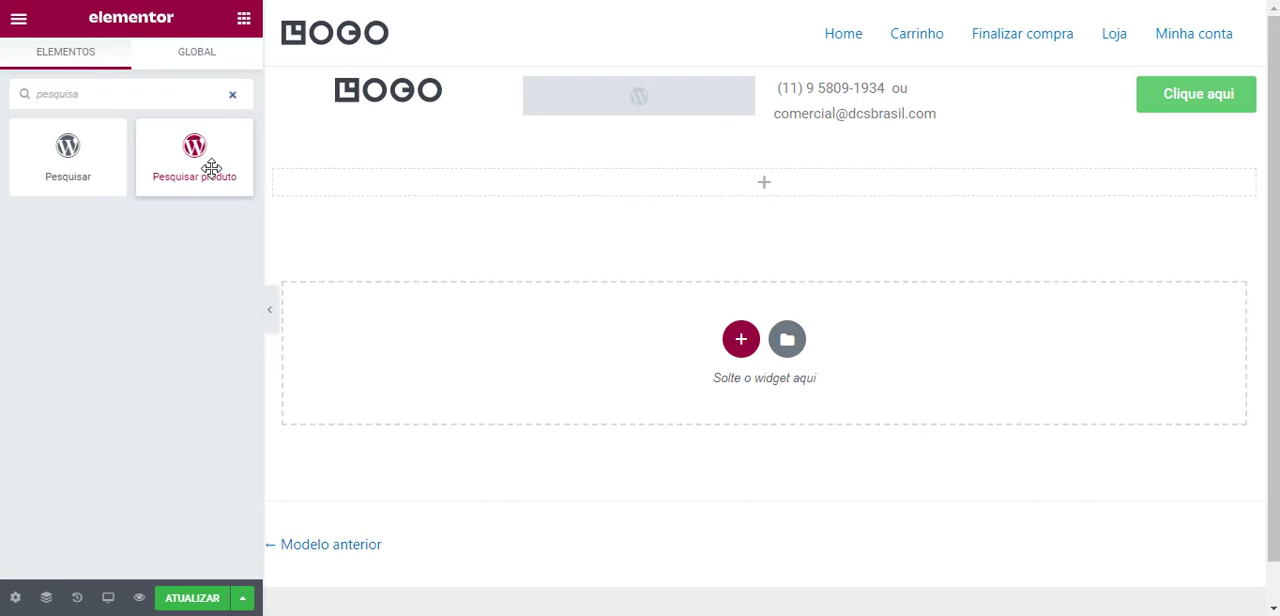 elementor
ELEMENTOS
GLOBAL
pesquisa
Pesquisar
Pesquisar produto
ATUALIZAR
LOGO
Home
Carrinho
Finalizar compra
Loja
Minha conta
LOGO
(11) 9 5809-1934 ou
comercial@dcsbrasil.com
Clique aqui
Solte o widget aqui
← Modelo anterior